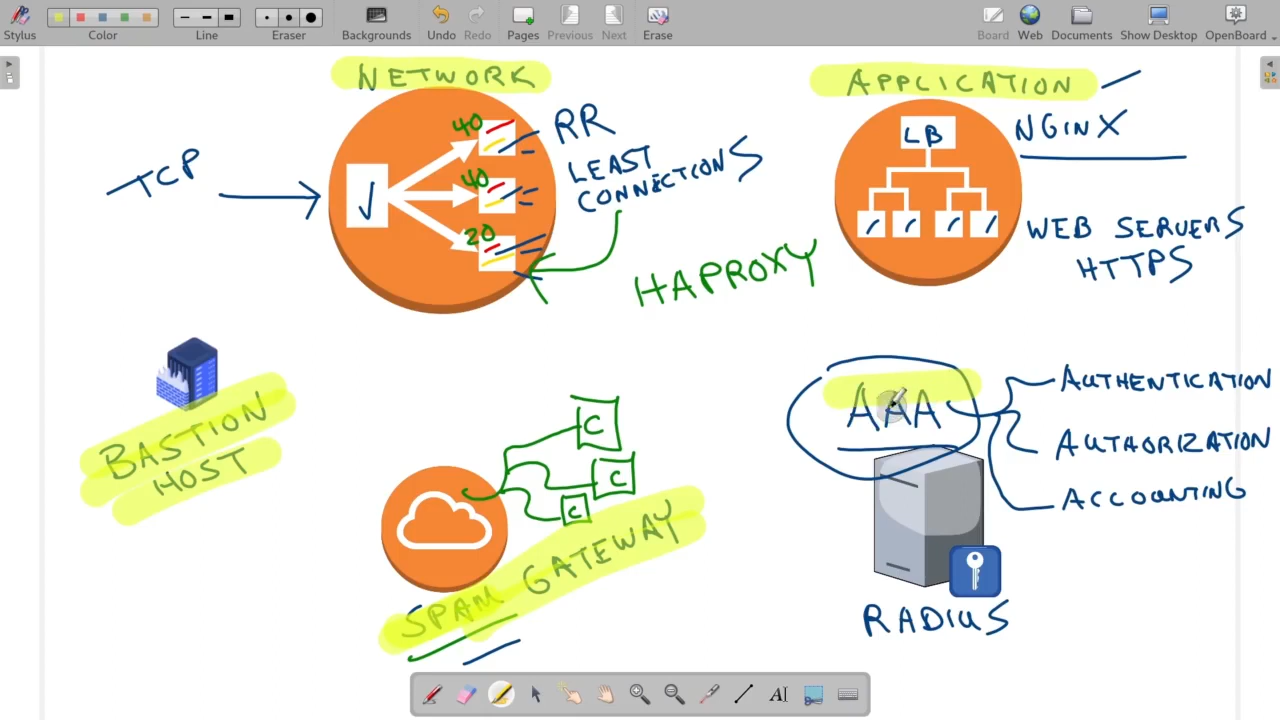 Stylus
Color
Line
Eraser
Backgrounds
Undo
Redo
Pages
Previous
Next
Erase
Board
Web
Documents
Show Desktop
OpenBoard
NETWORK
TCP
40
40
20
RR
LEAST
CONNECTIONS
HAPROXY
APPLICATION
LB
NGINX
WEB SERVERS
HTTPS
BASTION
HOST
C
C
C
SPAM GATEWAY
AAA
AUTHENTICATION
AUTHORIZATION
ACCOUNTING
RADIUS
AI